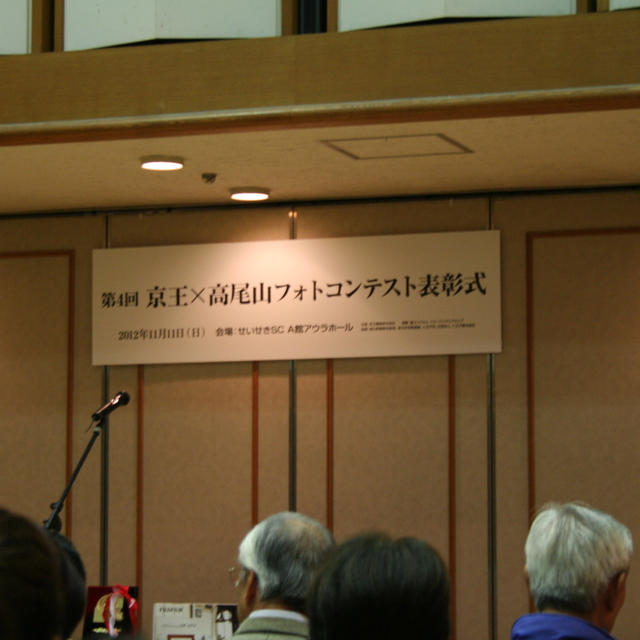 第4回 京王×高尾山フォトコンテスト表彰式
2012年11月11日（日） 会場：せいせきSC A館アウラホール
FUJIFILM